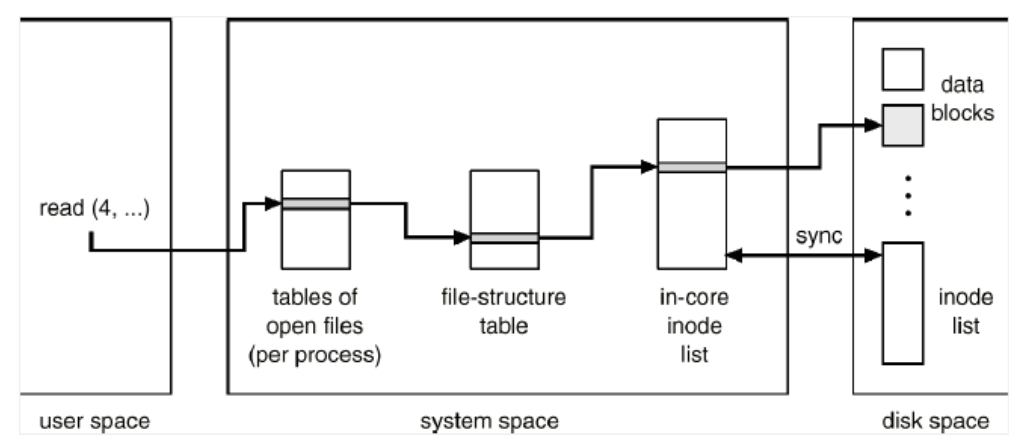 read (4, ...)
tables of
open files
(per process)
file-structure
table
in-core
inode
list
sync
data
blocks
inode
list
user space
system space
disk space